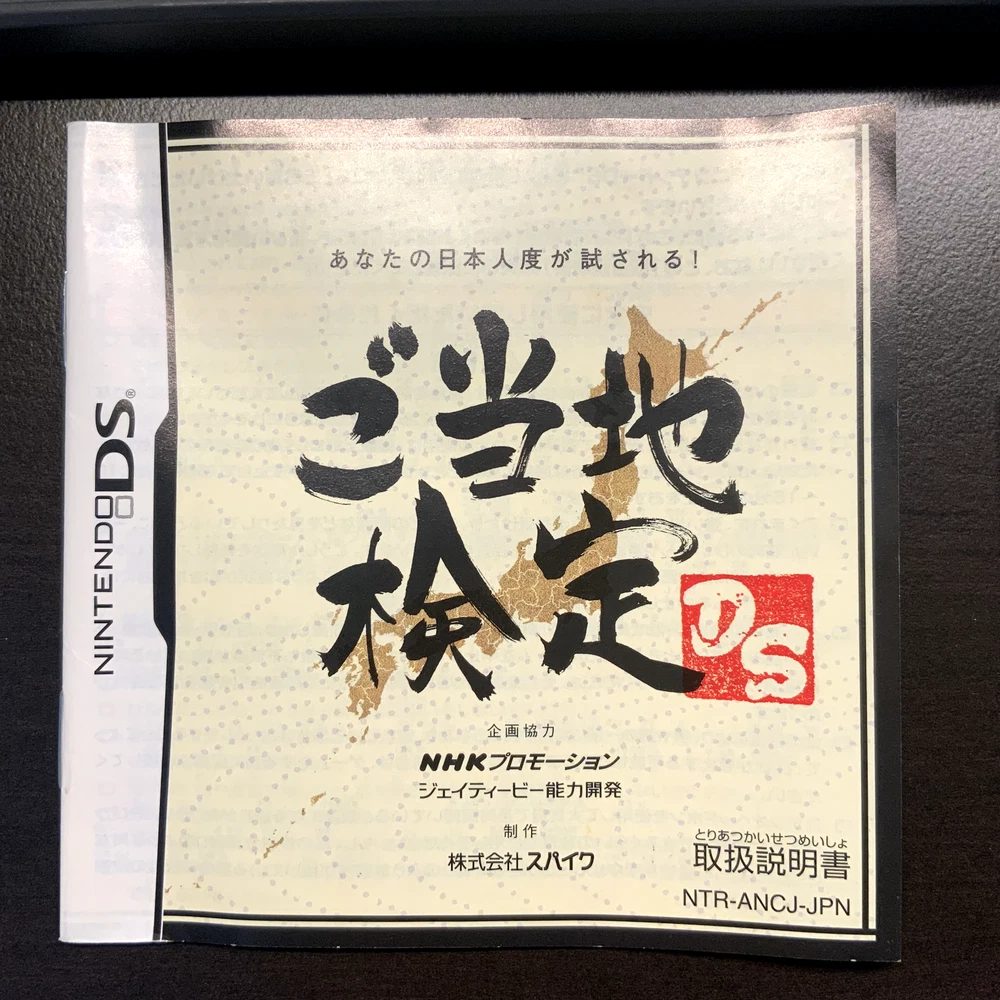 NINTENDO DS®
あなたの日本人度が試される!
ご当地
検定
DS
企画協力
NHKプロモーション
ジェイティービー能力開発
制作
株式会社スパイク
とりあつかいせつめいしょ
取扱説明書
NTR-ANCJ-JPN